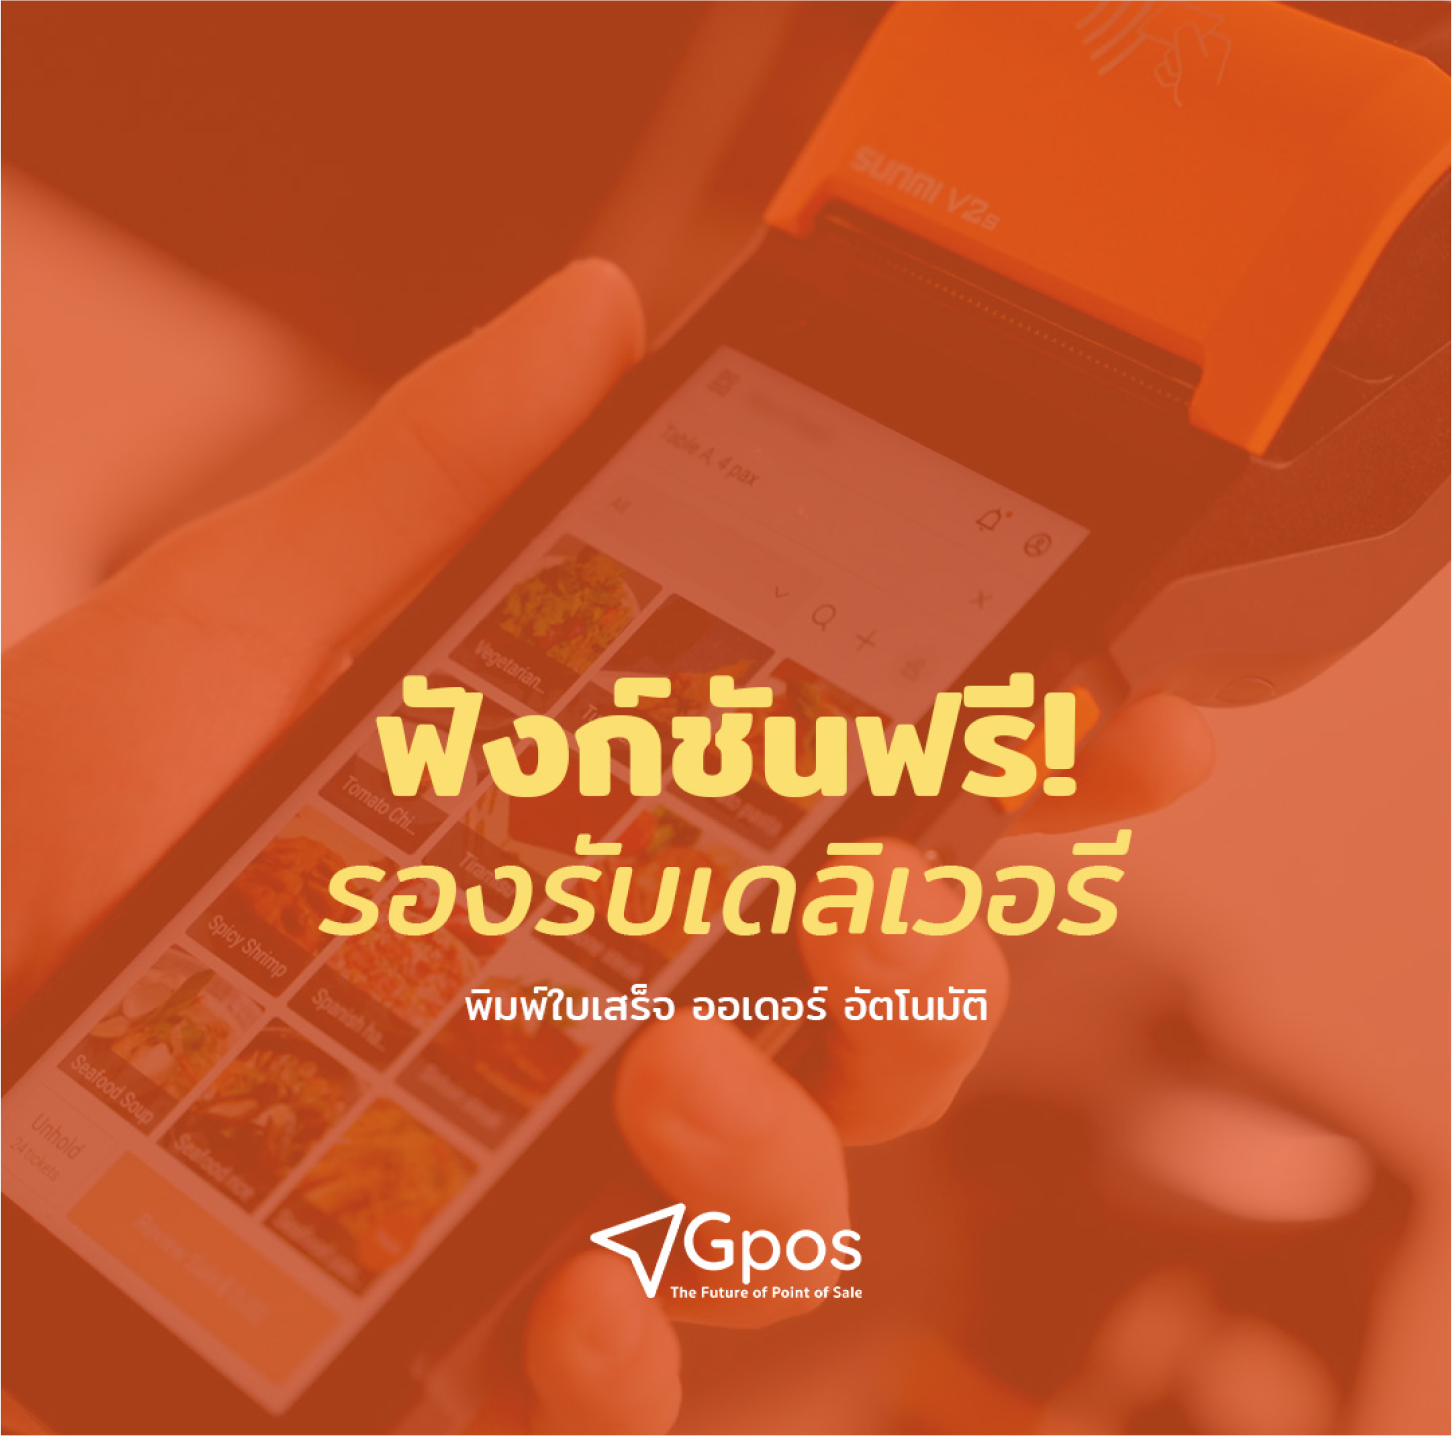 SUNMI V2s
Table A, 4 pax
All
Vegetarian...
ฟังก์ชันฟรี!
Tomato Chi...
รองรับเดลิเวอรี
Spicy Shrimp
Spanish ha...
พิมพ์ใบเสร็จ ออเดอร์ อัตโนมัติ
Seafood Soup
Seafood rice
Unhold
24 tickets
Gpos
The Future of Point of Sale